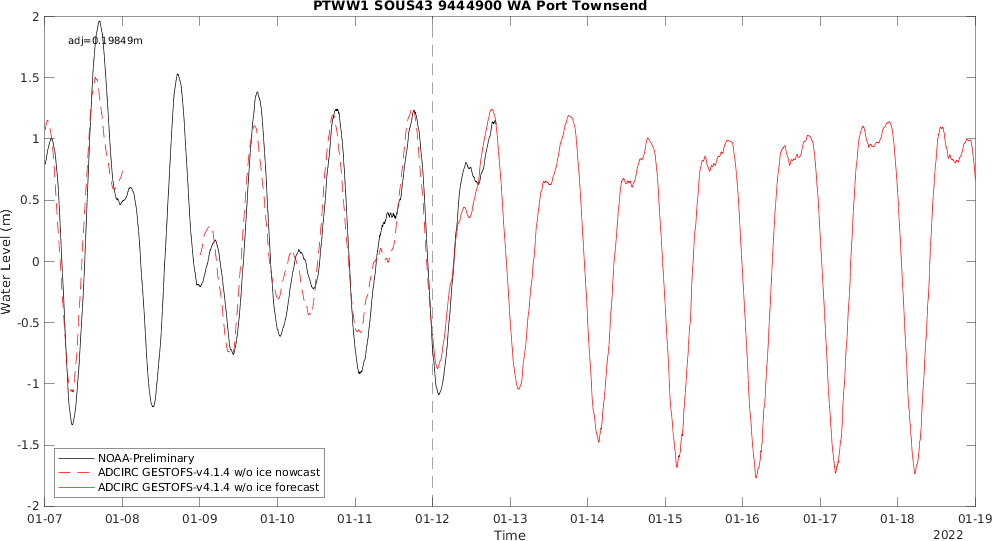 PTWW1 SOUS43 9444900 WA Port Townsend
adj=0.19849m
2
1.5
1
0.5
0
-0.5
-1
-1.5
-2
Water Level (m)
NOAA-Preliminary
ADCIRC GESTOFS-v4.1.4 w/o ice nowcast
ADCIRC GESTOFS-v4.1.4 w/o ice forecast
01-07 01-08 01-09 01-10 01-11 01-12 01-13 01-14 01-15 01-16 01-17 01-18 01-19
Time
2022